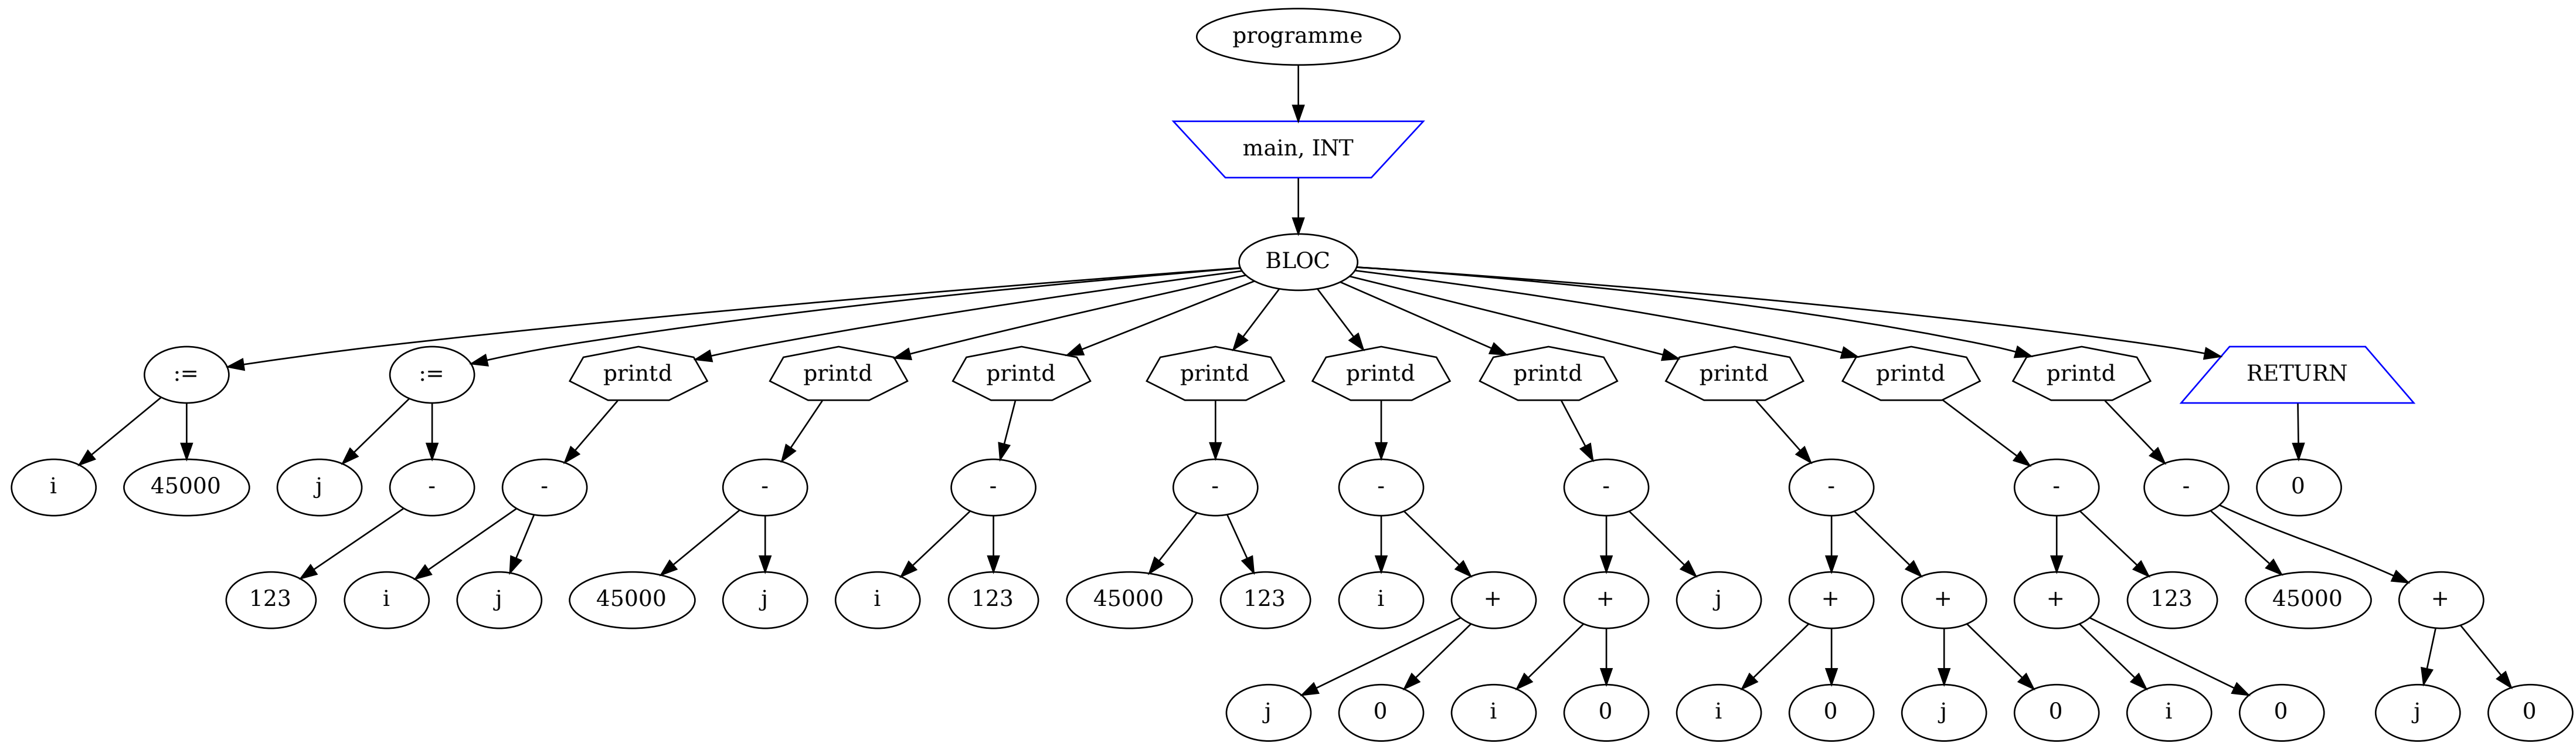 programme
main, INT
BLOC
:= := printd printd printd printd printd printd printd printd printd RETURN
i 45000 j - - - - - - - - - - 0
123 i j 45000 j i 123 45000 123 i + + j + + + 123 45000 +
j 0 i 0 i 0 j 0 i 0 j 0